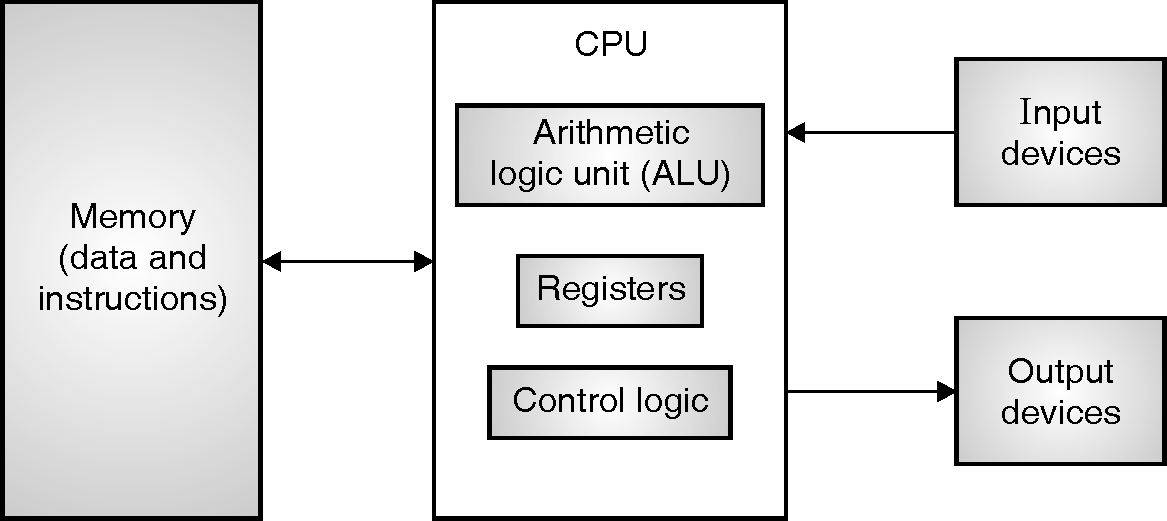 Memory
(data and
instructions)
CPU
Arithmetic
logic unit (ALU)
Registers
Control logic
Input
devices
Output
devices